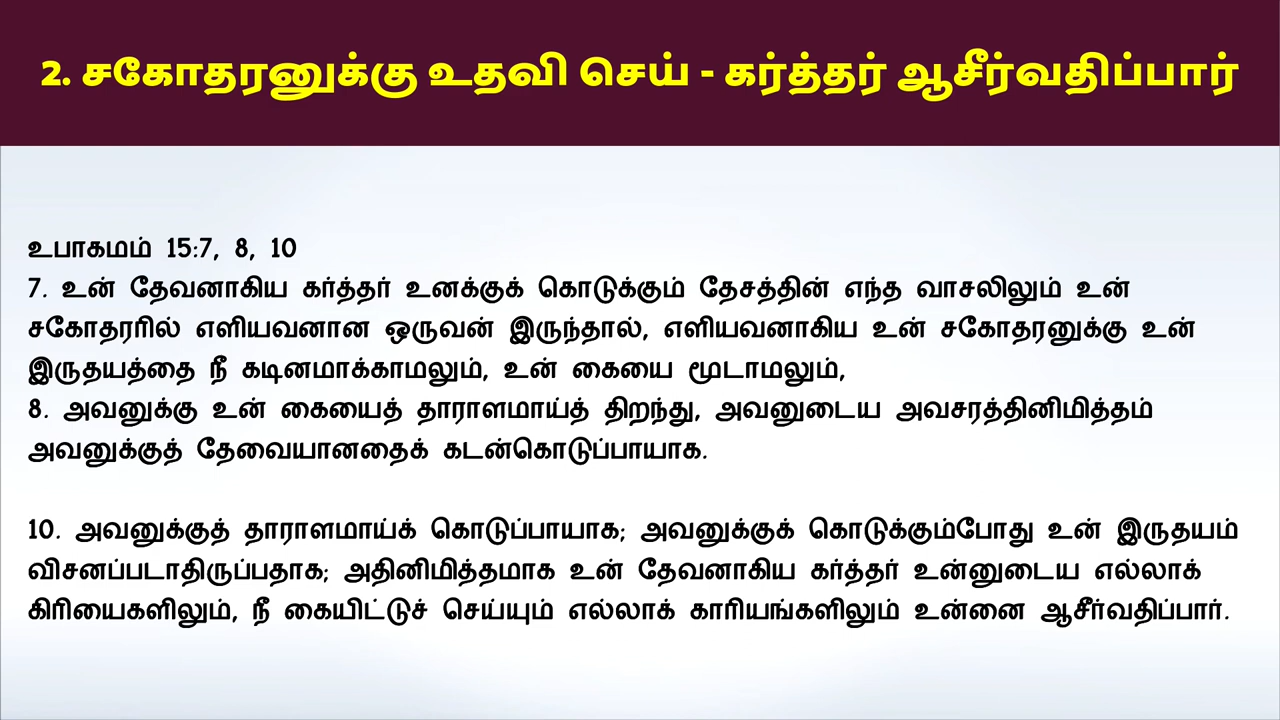 2. சகோதரனுக்கு உதவி செய் - கர்த்தர் ஆசீர்வதிப்பார்
உபாகமம் 15:7, 8, 10
7. உன் தேவனாகிய கர்த்தர் உனக்குக் கொடுக்கும் தேசத்தின் எந்த வாசலிலும் உன்
சகோதரரில் எளியவனான ஒருவன் இருந்தால், எளியவனாகிய உன் சகோதரனுக்கு உன்
இருதயத்தை நீ கடினமாக்காமலும், உன் கையை மூடாமலும்,
8. அவனுக்கு உன் கையைத் தாராளமாய்த் திறந்து, அவனுடைய அவசரத்தினிமித்தம்
அவனுக்குத் தேவையானதைக் கடன்கொடுப்பாயாக.
10. அவனுக்குத் தாராளமாய்க் கொடுப்பாயாக; அவனுக்குக் கொடுக்கும்போது உன் இருதயம்
விசனப்படாதிருப்பதாக; அதினிமித்தமாக உன் தேவனாகிய கர்த்தர் உன்னுடைய எல்லாக்
கிரியைகளிலும், நீ கையிட்டுச் செய்யும் எல்லாக் காரியங்களிலும் உன்னை ஆசீர்வதிப்பார்.